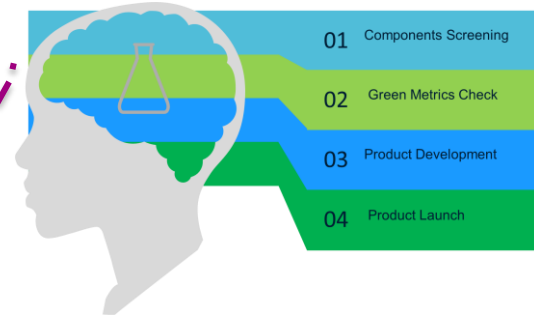 01 Components Screening
02 Green Metrics Check
03 Product Development
04 Product Launch